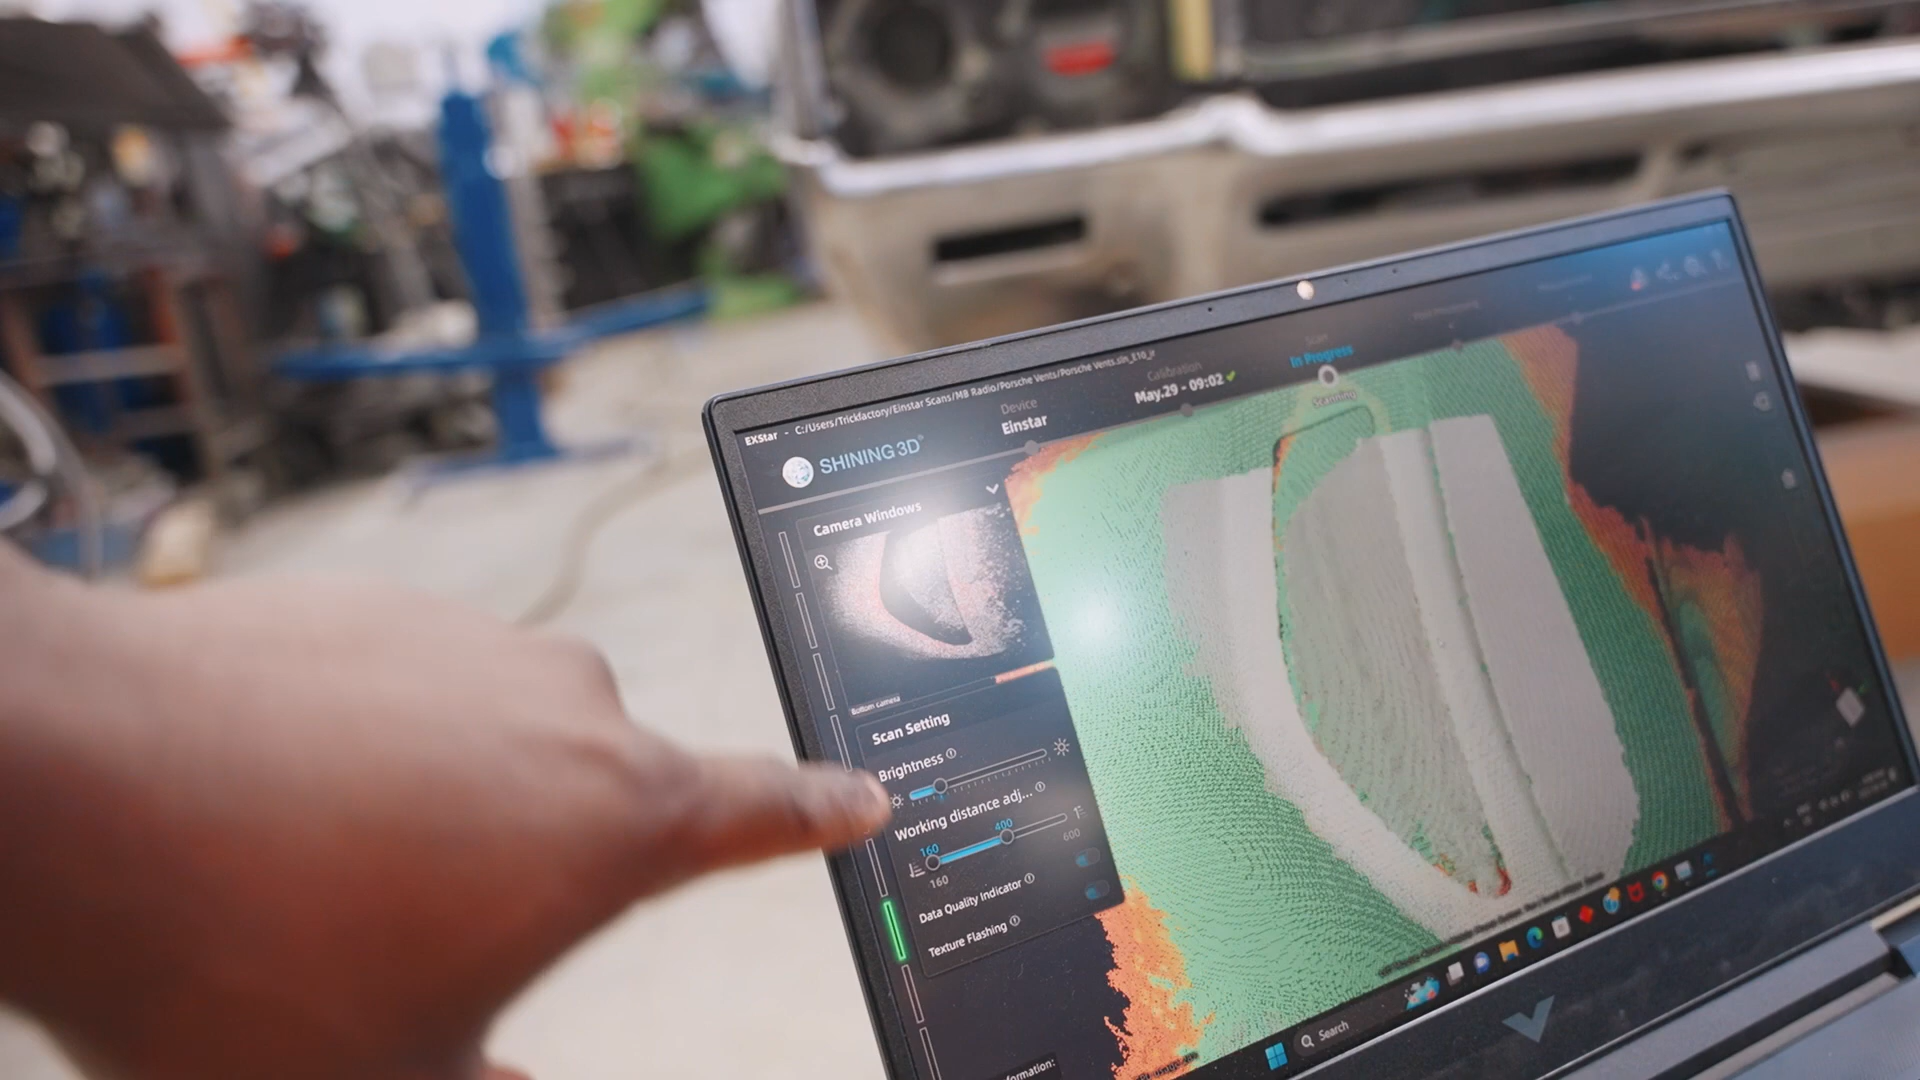 EXStar - C:/Users/Trickfactory/Einstar Scans/MB Radio/Porsche Vents/Porsche Vents.sln_E10_ir
SHINING 3D
Device
Einstar
Calibration
May.29 - 09:02
Scan
In Progress
Scanning
Camera Windows
Bottom camera
Scan Setting
Brightness
Working distance adj...
160
400
160
600
Data Quality Indicator
Texture Flashing
Search